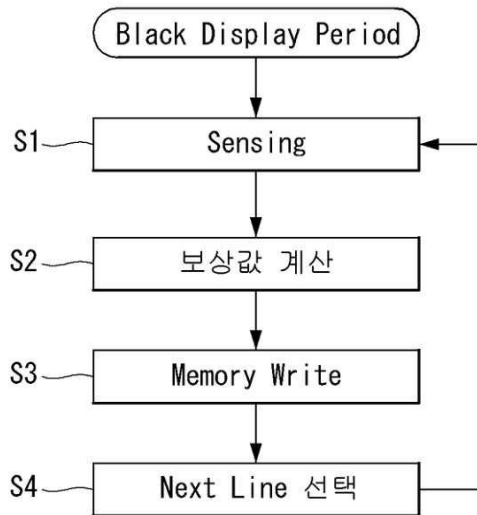 Black Display Period
S1 Sensing
S2 보상값 계산
S3 Memory Write
S4 Next Line 선택